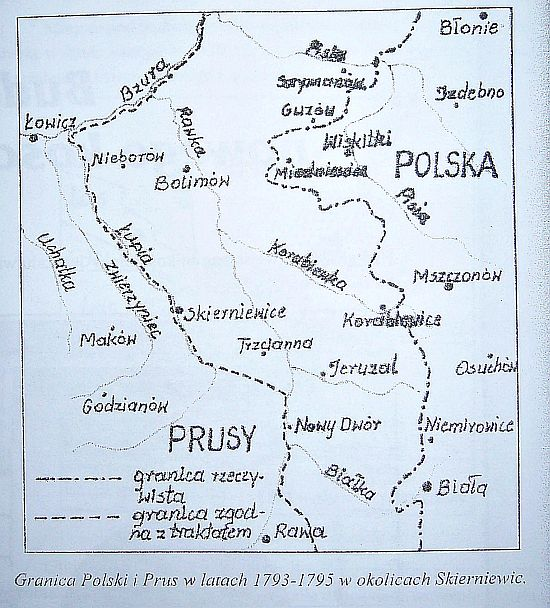 Błonie
Pisia
Bzura
Szymanów
Izdebno
Guzów
Łowicz
Rawka
Wiskitki
Nieborów
Miedniewice
POLSKA
Bolimów
Pisia
Łupia
Uchatka
Zwierzyniec
Korabiewka
Mszczonów
Skierniewice
Korabiewice
Maków
Trzcianna
Jeruzal
Osuchów
Godzianów
PRUSY
Nowy Dwór
Niemirowice
granica rzeczy-
wista
Białka
Biała
granica zgod-
na z traktatem
Rawa
Granica Polski i Prus w latach 1793-1795 w okolicach Skierniewic.